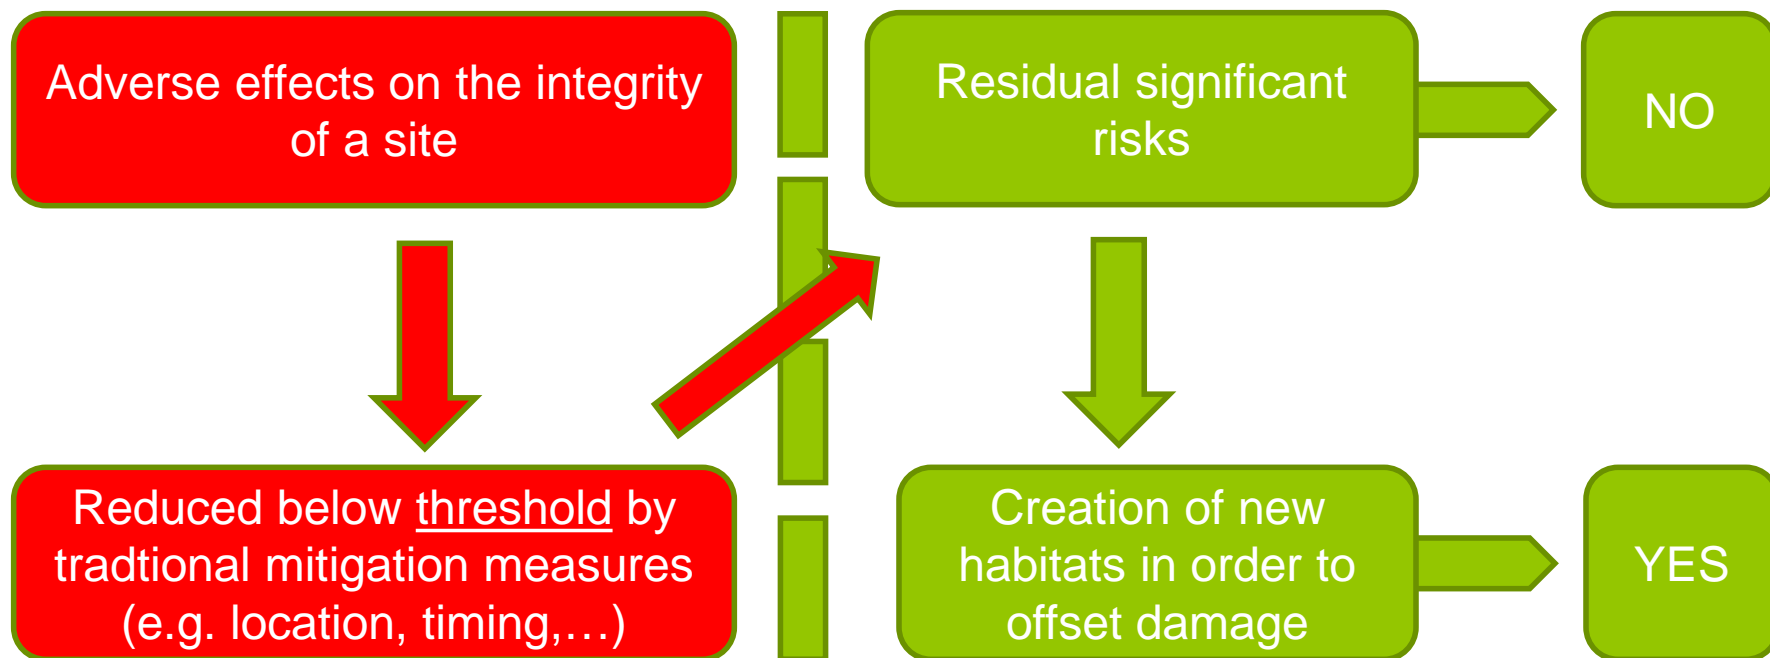 Adverse effects on the integrity
of a site
Residual significant
risks
NO
Reduced below threshold by
tradtional mitigation measures
(e.g. location, timing,…)
Creation of new
habitats in order to
offset damage
YES